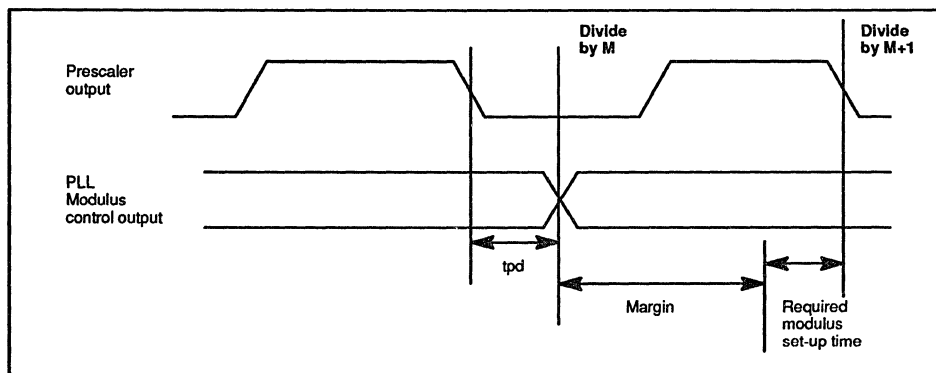 Divide
by M
Divide
by M+1
Prescaler
output
PLL
Modulus
control output
tpd
Margin
Required
modulus
set-up time